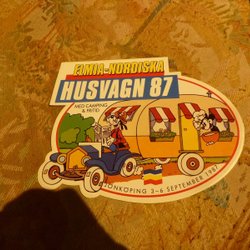 ELMIA-NORDISKA
HUSVAGN 87
MED CAMPING
& FRITID
JÖNKÖPING 3-6 SEPTEMBER 1987